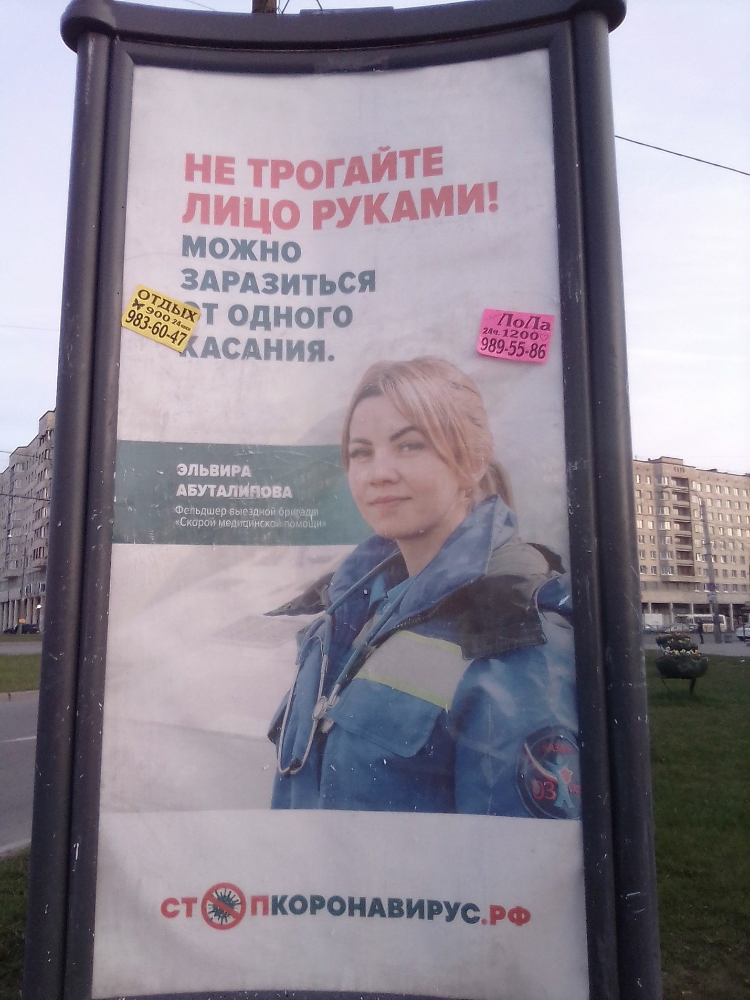 НЕ ТРОГАЙТЕ
ЛИЦО РУКАМИ!
МОЖНО
ЗАРАЗИТЬСЯ
ОТ ОДНОГО
КАСАНИЯ.
ОТДЫХ
900 24 часа
983-60-47
ЛоЛа
24ч. 1200♡
989-55-86
ЭЛЬВИРА
АБУТАЛИПОВА
Фельдшер выездной бригады
«Скорой медицинской помощи»
03
СТОПКОРОНАВИРУС.РФ